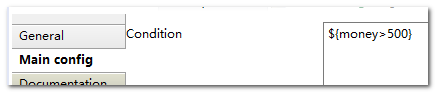 General
Condition
${money>500}
Main config
Documentation